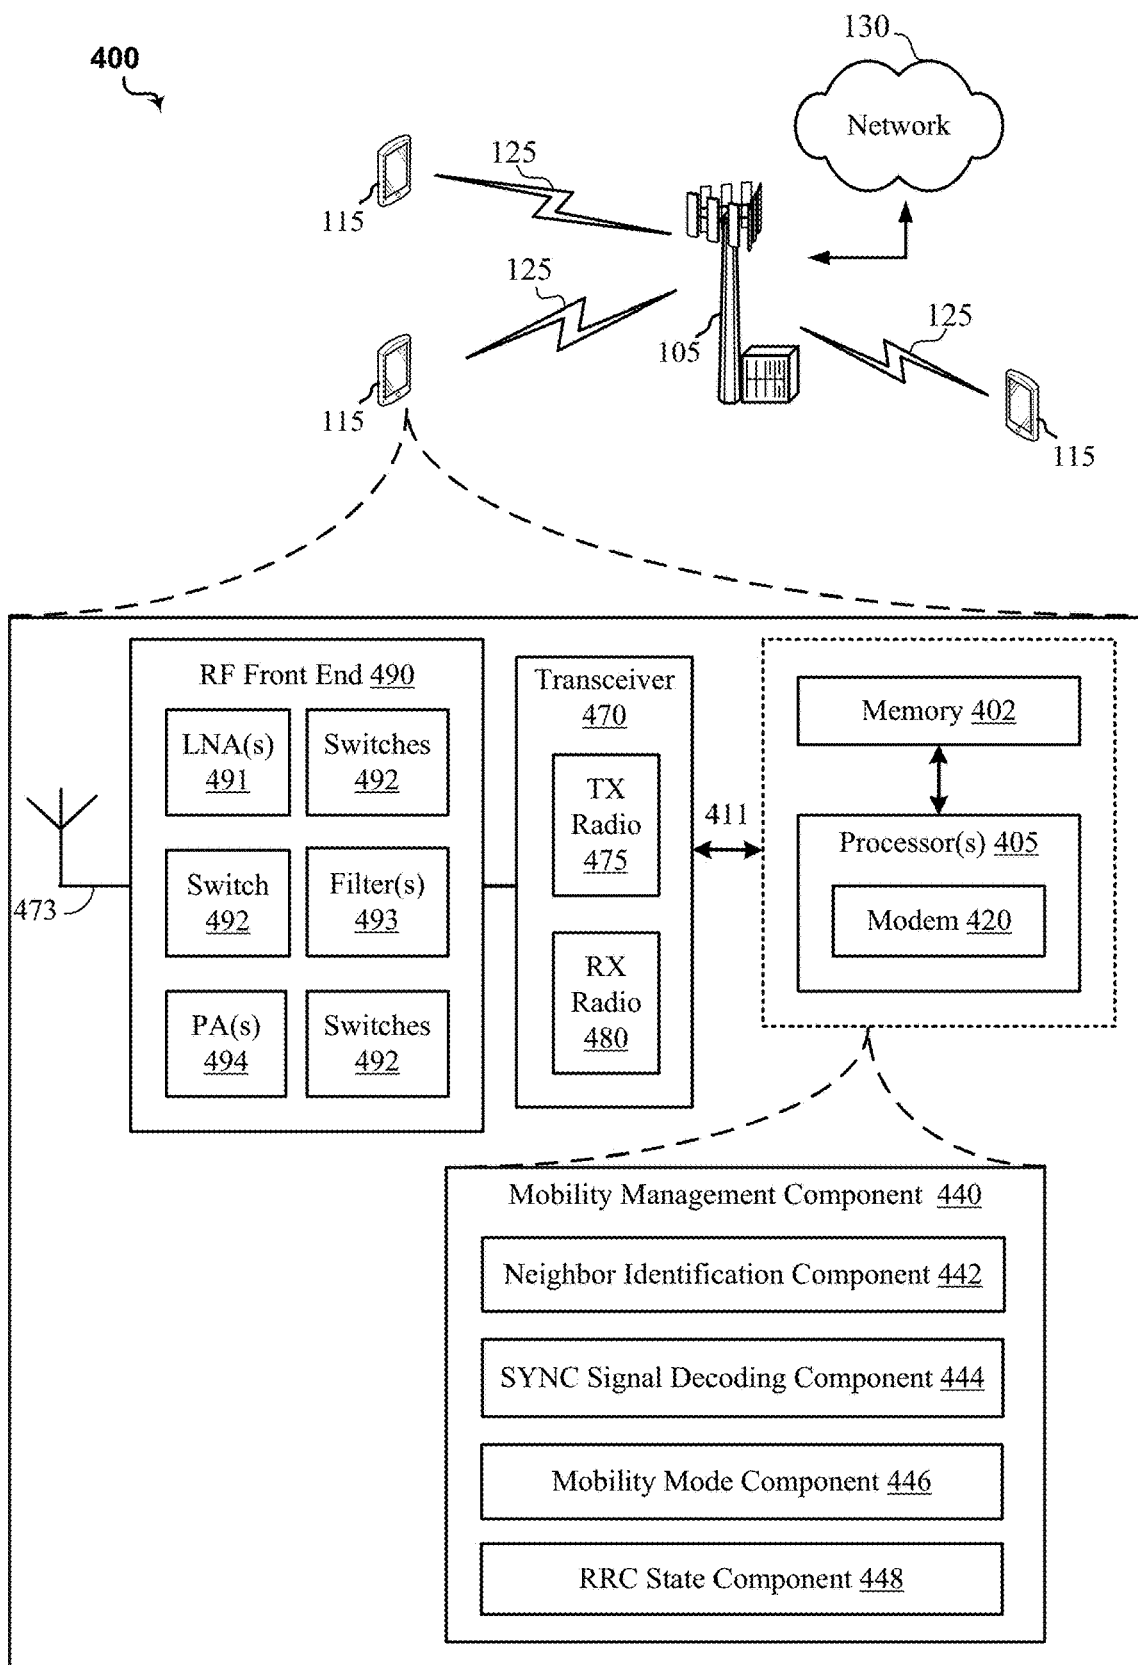 400
130
Network
125
115
125
105
125
115
115
RF Front End 490
LNA(s)
491
Switches
492
Switch
492
Filter(s)
493
PA(s)
494
Switches
492
473
Transceiver
470
TX
Radio
475
RX
Radio
480
411
Memory 402
Processor(s) 405
Modem 420
Mobility Management Component 440
Neighbor Identification Component 442
SYNC Signal Decoding Component 444
Mobility Mode Component 446
RRC State Component 448